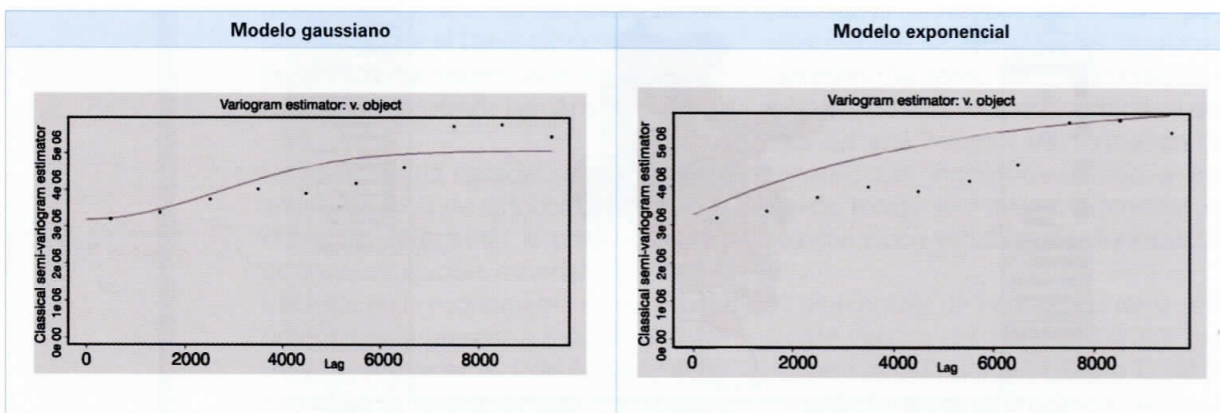 Modelo gaussiano
Modelo exponencial
Variogram estimator: v. object
Classical semi-variogram estimator
0e 00 1e 06 2e 06 3e 06 4e 06 5e 06
0 2000 4000 6000 8000
Lag
Variogram estimator: v. object
Classical semi-variogram estimator
0e 00 1e 06 2e 06 3e 06 4e 06 5e 06
0 2000 4000 6000 8000
Lag